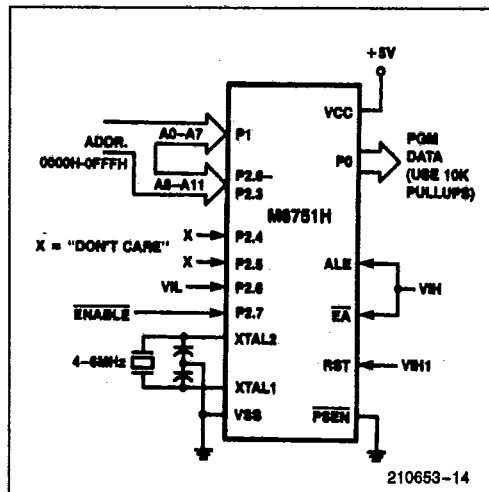 +5V
VCC
A0–A7
P1
ADDR.
0000H-0FFFH
P0
PGM
DATA
(USE 10K
PULLUPS)
P2.0–
P2.3
A8–A11
M8751H
X = "DON'T CARE"
X
P2.4
X
P2.5
ALE
VIL
P2.6
VIH
ENABLE
P2.7
EA
XTAL2
4-6MHz
RST
VIH1
XTAL1
VSS
PSEN
210653-14